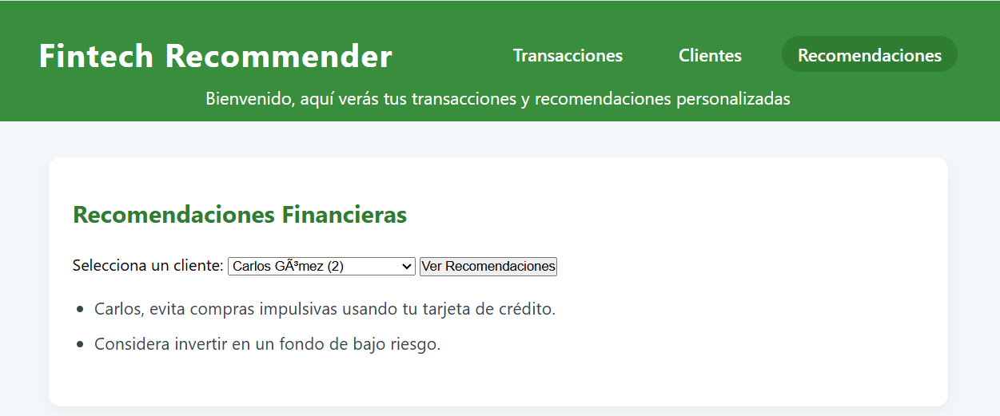 Fintech Recommender
Transacciones
Clientes
Recomendaciones
Bienvenido, aquí verás tus transacciones y recomendaciones personalizadas
Recomendaciones Financieras
Selecciona un cliente: Carlos GÃ³mez (2) Ver Recomendaciones
Carlos, evita compras impulsivas usando tu tarjeta de crédito.
Considera invertir en un fondo de bajo riesgo.